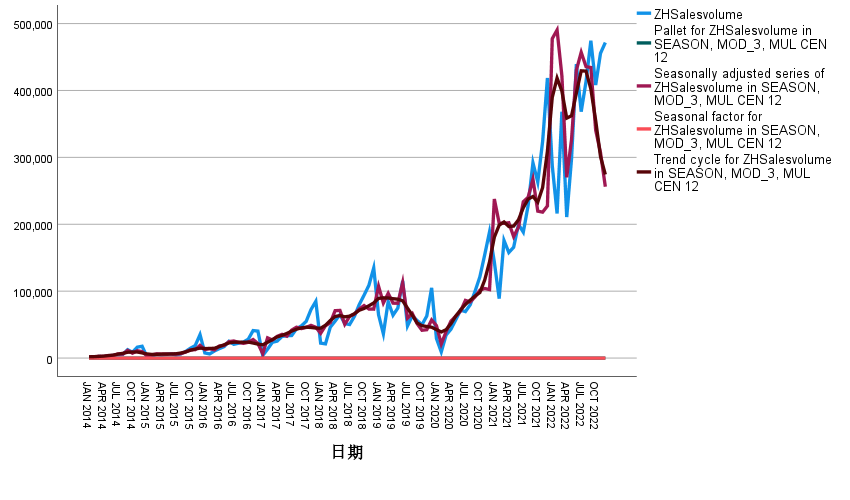 500,000
400,000
300,000
200,000
100,000
0
JAN 2014
APR 2014
JUL 2014
OCT 2014
JAN 2015
APR 2015
JUL 2015
OCT 2015
JAN 2016
APR 2016
JUL 2016
OCT 2016
JAN 2017
APR 2017
JUL 2017
OCT 2017
JAN 2018
APR 2018
JUL 2018
OCT 2018
JAN 2019
APR 2019
JUL 2019
OCT 2019
JAN 2020
APR 2020
JUL 2020
OCT 2020
JAN 2021
APR 2021
JUL 2021
OCT 2021
JAN 2022
APR 2022
JUL 2022
OCT 2022
日期
ZHSalesvolume
Pallet for ZHSalesvolume in
SEASON, MOD_3, MUL CEN
12
Seasonally adjusted series of
ZHSalesvolume in SEASON,
MOD_3, MUL CEN 12
Seasonal factor for
ZHSalesvolume in SEASON,
MOD_3, MUL CEN 12
Trend cycle for ZHSalesvolume
in SEASON, MOD_3, MUL
CEN 12